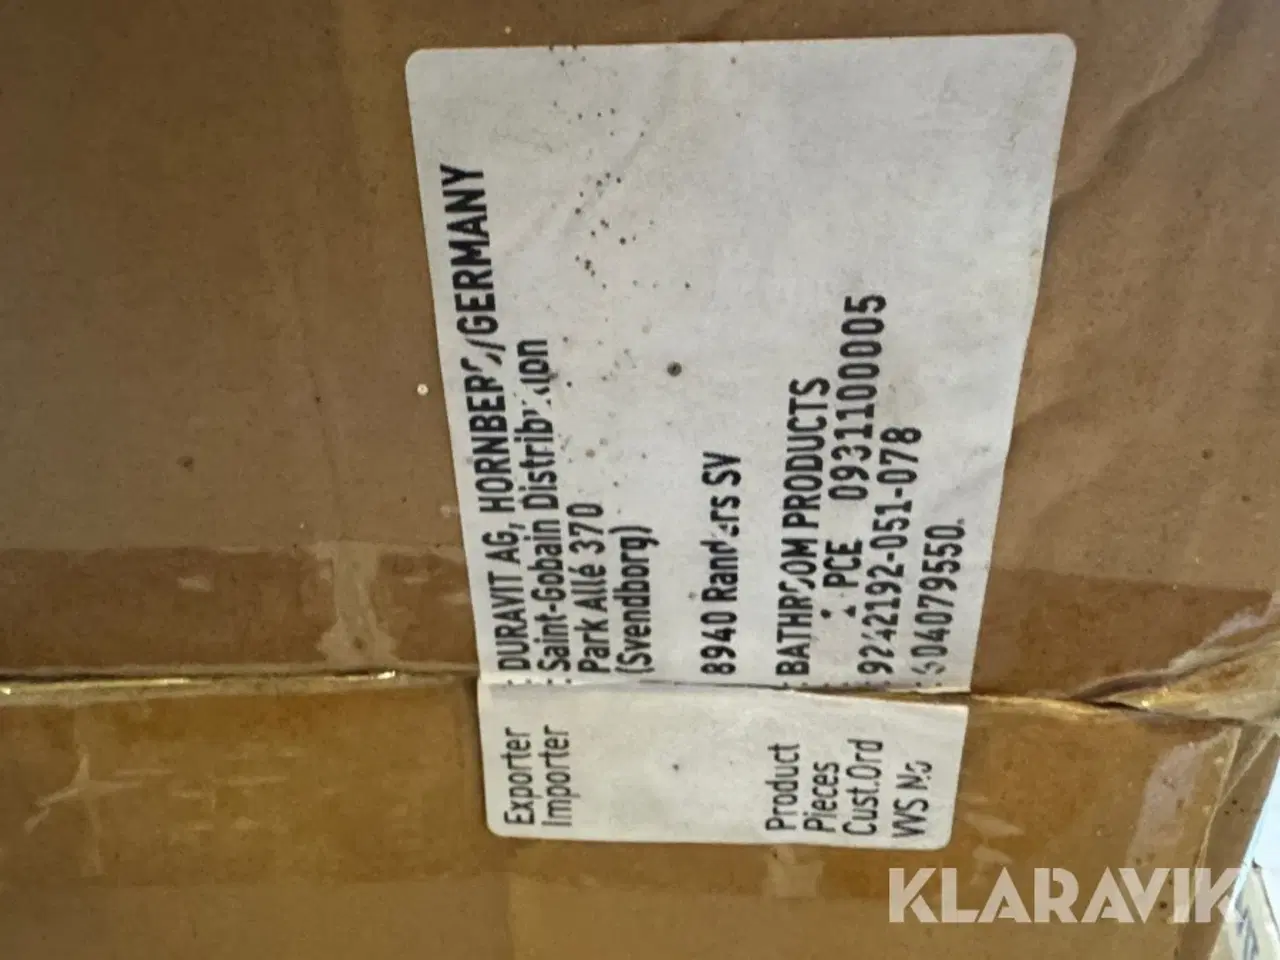 Exporter : DURAVIT AG, HORNBERG/GERMANY
Importer : Saint-Gobain Distribution
Park Allé 370
(Svendborg)
8940 Randers SV
Product : BATHROOM PRODUCTS
Pieces : 1 PCE 0931100005
Cust.Ord : 9242192-051-078
WS No : 604079550.
KLARAVIK